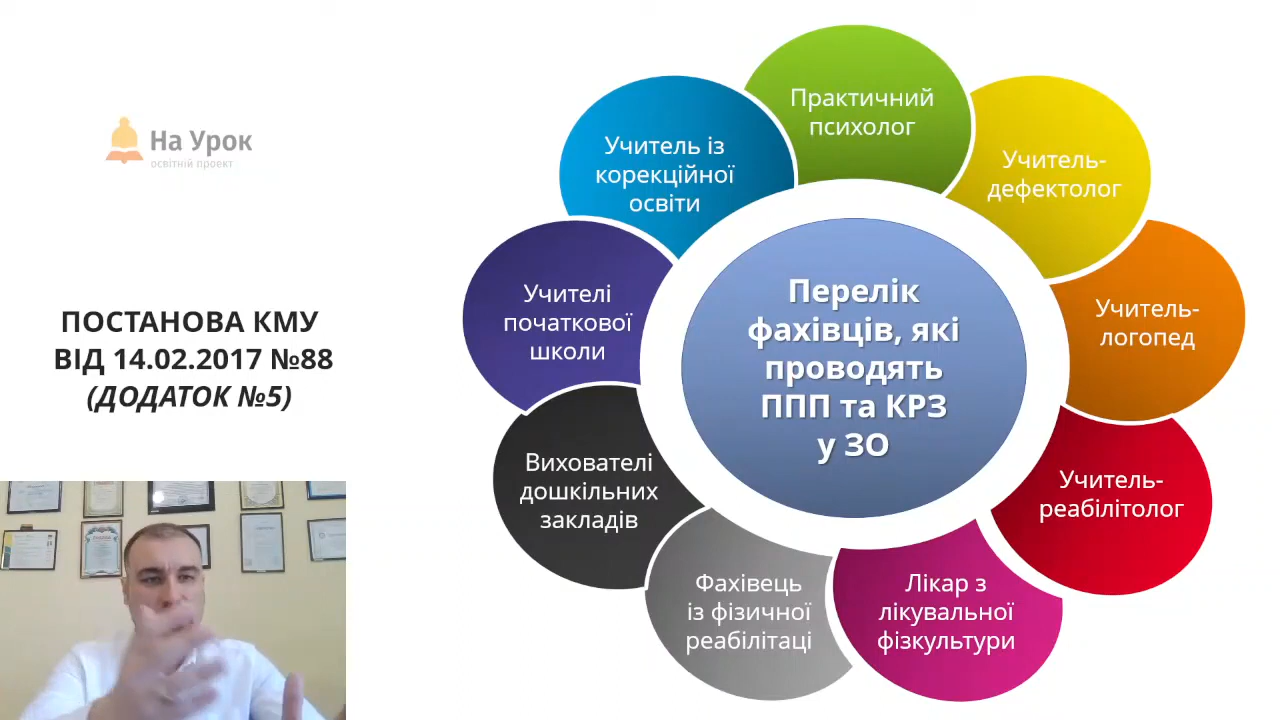 На Урок
освітній проект
ПОСТАНОВА КМУ
ВІД 14.02.2017 №88
(ДОДАТОК №5)
Перелік
фахівців, які
проводять
ППП та КРЗ
у ЗО
Практичний
психолог
Учитель-
дефектолог
Учитель-
логопед
Учитель-
реабілітолог
Лікар з
лікувальної
фізкультури
Фахівець
із фізичної
реабілітаці
Вихователі
дошкільних
закладів
Учителі
початкової
школи
Учитель із
корекційної
освіти